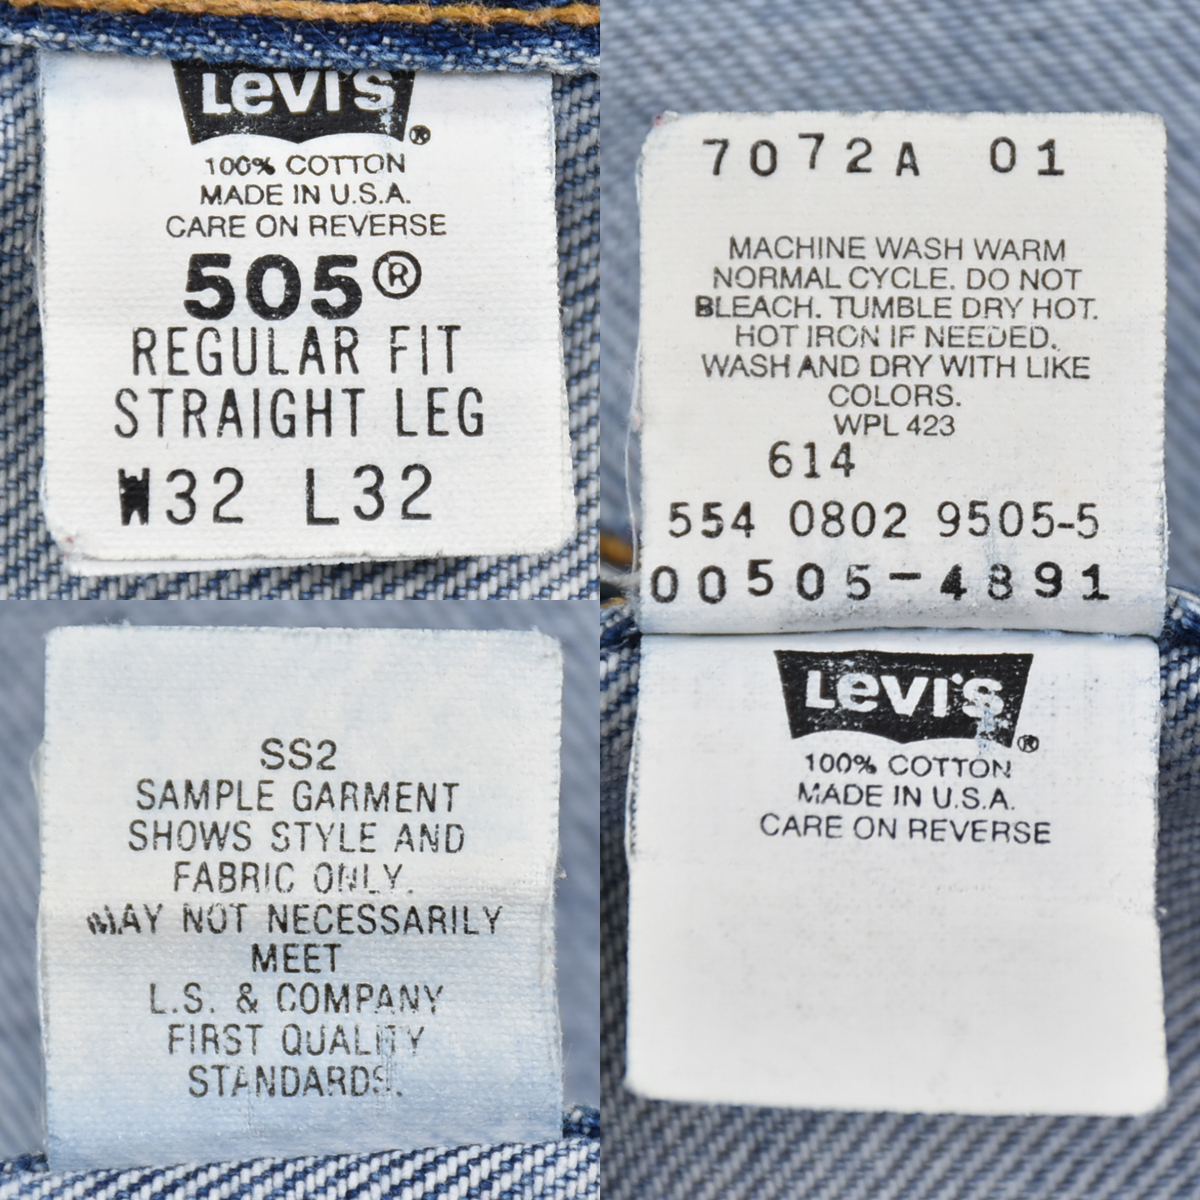 LEVI'S
®
100% COTTON
MADE IN U.S.A.
CARE ON REVERSE
505®
REGULAR FIT
STRAIGHT LEG
W32 L32
7072A 01
MACHINE WASH WARM
NORMAL CYCLE. DO NOT
BLEACH. TUMBLE DRY HOT.
HOT IRON IF NEEDED.
WASH AND DRY WITH LIKE
COLORS.
WPL 423
614
554 0802 9505-5
00505-4891
SS2
SAMPLE GARMENT
SHOWS STYLE AND
FABRIC ONLY.
MAY NOT NECESSARILY
MEET
L.S. & COMPANY
FIRST QUALITY
STANDARDS.
LEVI'S
®
100% COTTON
MADE IN U.S.A.
CARE ON REVERSE